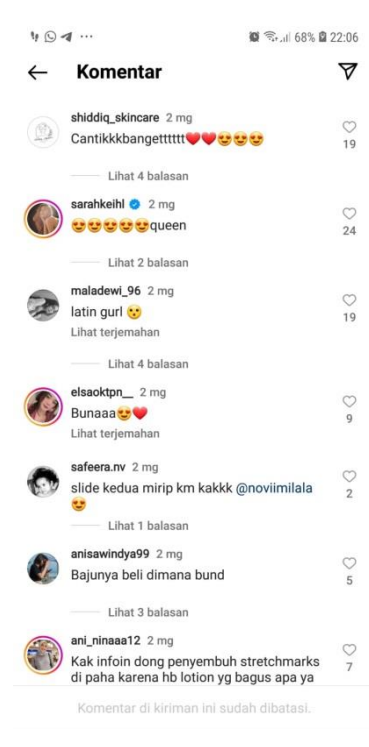 68% 22:06
Komentar
shiddiq_skincare 2 mg
Cantikkkbangetttttt❤️❤️😍😍😍
19
Lihat 4 balasan
sarahkeihl 2 mg
😍😍😍😍😍queen
24
Lihat 2 balasan
maladewi_96 2 mg
latin gurl 😯
19
Lihat terjemahan
Lihat 4 balasan
elsaoktpn__ 2 mg
Bunaaa😍❤️
9
Lihat terjemahan
safeera.nv 2 mg
slide kedua mirip km kakkk @noviimilala
😍
2
Lihat 1 balasan
anisawindya99 2 mg
Bajunya beli dimana bund
5
Lihat 3 balasan
ani_ninaaa12 2 mg
Kak infoin dong penyembuh stretchmarks
7
di paha karena hb lotion yg bagus apa ya
Komentar di kiriman ini sudah dibatasi.